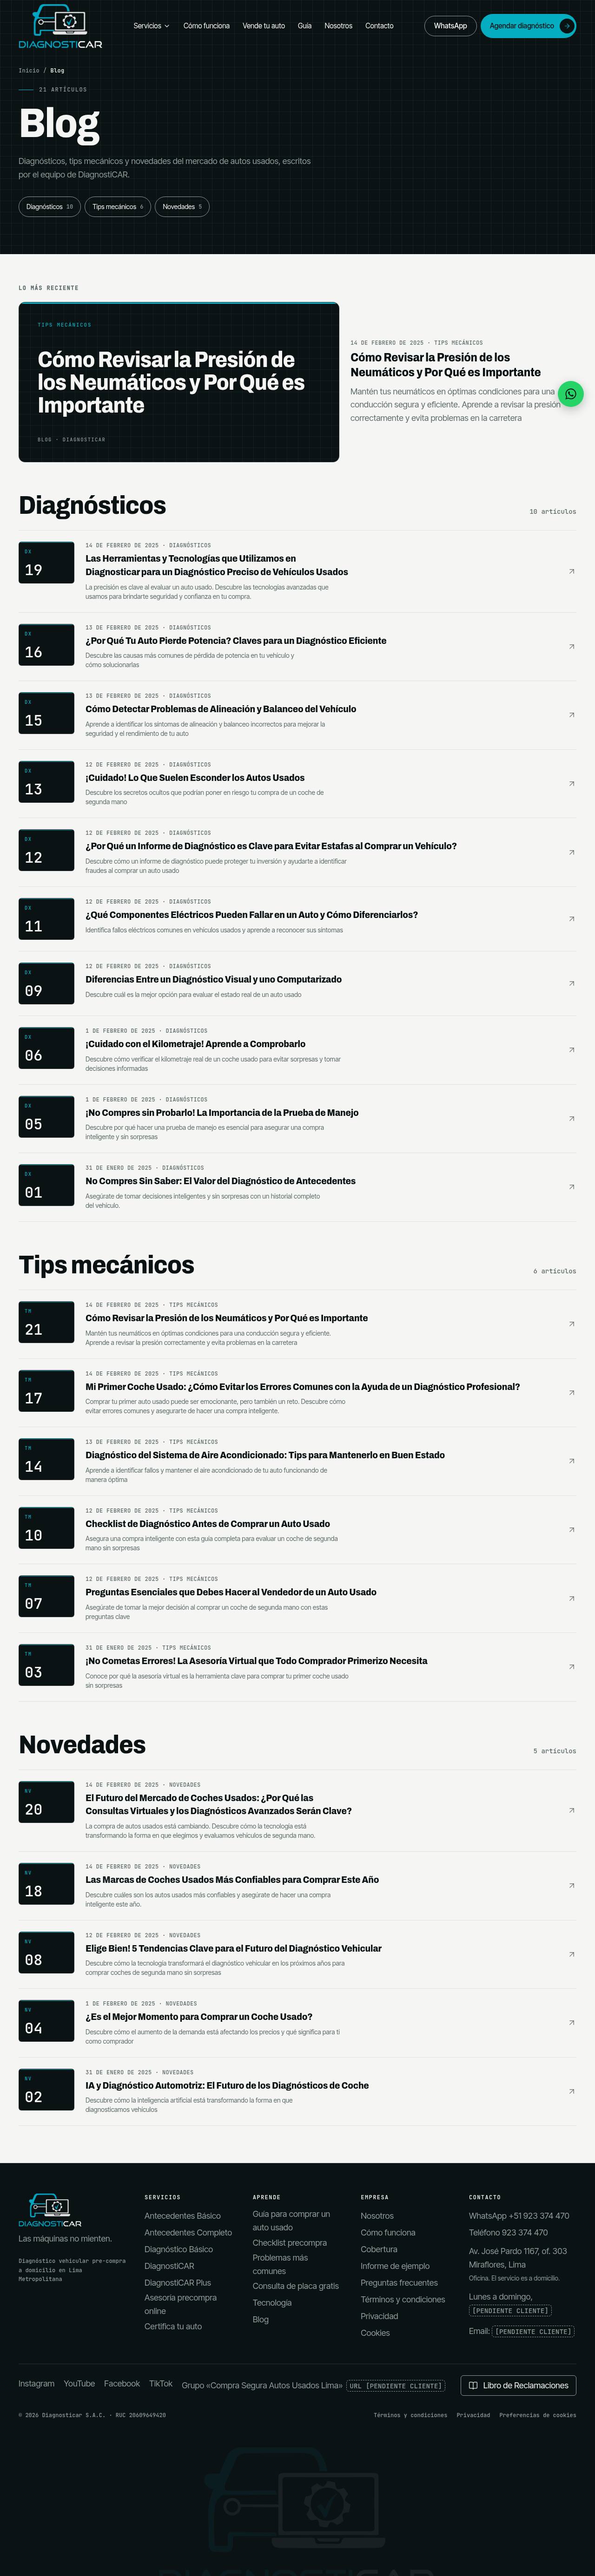 DIAGNOSTICAR
Servicios
Cómo funciona
Vende tu auto
Guía
Nosotros
Contacto
WhatsApp
Agendar diagnóstico
Inicio / Blog
21 ARTÍCULOS
Blog
Diagnósticos, tips mecánicos y novedades del mercado de autos usados, escritos
por el equipo de DiagnostiCAR.
Diagnósticos 10
Tips mecánicos 6
Novedades 5
LO MÁS RECIENTE
TIPS MECÁNICOS
Cómo Revisar la Presión de
los Neumáticos y Por Qué es
Importante
BLOG · DIAGNOSTICAR
14 DE FEBRERO DE 2025 · TIPS MECÁNICOS
Cómo Revisar la Presión de los
Neumáticos y Por Qué es Importante
Mantén tus neumáticos en óptimas condiciones para una
conducción segura y eficiente. Aprende a revisar la presión
correctamente y evita problemas en la carretera
Diagnósticos
10 artículos
DX
19
14 DE FEBRERO DE 2025 · DIAGNÓSTICOS
Las Herramientas y Tecnologías que Utilizamos en
Diagnosticar para un Diagnóstico Preciso de Vehículos Usados
La precisión es clave al evaluar un auto usado. Descubre las tecnologías avanzadas que
usamos para brindarte seguridad y confianza en tu compra.
DX
16
13 DE FEBRERO DE 2025 · DIAGNÓSTICOS
¿Por Qué Tu Auto Pierde Potencia? Claves para un Diagnóstico Eficiente
Descubre las causas más comunes de pérdida de potencia en tu vehículo y
cómo solucionarlas
DX
15
13 DE FEBRERO DE 2025 · DIAGNÓSTICOS
Cómo Detectar Problemas de Alineación y Balanceo del Vehículo
Aprende a identificar los síntomas de alineación y balanceo incorrectos para mejorar la
seguridad y el rendimiento de tu auto
DX
13
12 DE FEBRERO DE 2025 · DIAGNÓSTICOS
¡Cuidado! Lo Que Suelen Esconder los Autos Usados
Descubre los secretos ocultos que podrían poner en riesgo tu compra de un coche de
segunda mano
DX
12
12 DE FEBRERO DE 2025 · DIAGNÓSTICOS
¿Por Qué un Informe de Diagnóstico es Clave para Evitar Estafas al Comprar un Vehículo?
Descubre cómo un informe de diagnóstico puede proteger tu inversión y ayudarte a identificar
fraudes al comprar un auto usado
DX
11
12 DE FEBRERO DE 2025 · DIAGNÓSTICOS
¿Qué Componentes Eléctricos Pueden Fallar en un Auto y Cómo Diferenciarlos?
Identifica fallos eléctricos comunes en vehículos usados y aprende a reconocer sus síntomas
DX
09
12 DE FEBRERO DE 2025 · DIAGNÓSTICOS
Diferencias Entre un Diagnóstico Visual y uno Computarizado
Descubre cuál es la mejor opción para evaluar el estado real de un auto usado
DX
06
1 DE FEBRERO DE 2025 · DIAGNÓSTICOS
¡Cuidado con el Kilometraje! Aprende a Comprobarlo
Descubre cómo verificar el kilometraje real de un coche usado para evitar sorpresas y tomar
decisiones informadas
DX
05
1 DE FEBRERO DE 2025 · DIAGNÓSTICOS
¡No Compres sin Probarlo! La Importancia de la Prueba de Manejo
Descubre por qué hacer una prueba de manejo es esencial para asegurar una compra
inteligente y sin sorpresas
DX
01
31 DE ENERO DE 2025 · DIAGNÓSTICOS
No Compres Sin Saber: El Valor del Diagnóstico de Antecedentes
Asegúrate de tomar decisiones inteligentes y sin sorpresas con un historial completo
del vehículo.
Tips mecánicos
6 artículos
TM
21
14 DE FEBRERO DE 2025 · TIPS MECÁNICOS
Cómo Revisar la Presión de los Neumáticos y Por Qué es Importante
Mantén tus neumáticos en óptimas condiciones para una conducción segura y eficiente.
Aprende a revisar la presión correctamente y evita problemas en la carretera
TM
17
14 DE FEBRERO DE 2025 · TIPS MECÁNICOS
Mi Primer Coche Usado: ¿Cómo Evitar los Errores Comunes con la Ayuda de un Diagnóstico Profesional?
Comprar tu primer auto usado puede ser emocionante, pero también un reto. Descubre cómo
evitar errores comunes y asegurarte de hacer una compra inteligente.
TM
14
13 DE FEBRERO DE 2025 · TIPS MECÁNICOS
Diagnóstico del Sistema de Aire Acondicionado: Tips para Mantenerlo en Buen Estado
Aprende a identificar fallos y mantener el aire acondicionado de tu auto funcionando de
manera óptima
TM
10
12 DE FEBRERO DE 2025 · TIPS MECÁNICOS
Checklist de Diagnóstico Antes de Comprar un Auto Usado
Asegura una compra inteligente con esta guía completa para evaluar un coche de segunda
mano sin sorpresas
TM
07
12 DE FEBRERO DE 2025 · TIPS MECÁNICOS
Preguntas Esenciales que Debes Hacer al Vendedor de un Auto Usado
Asegúrate de tomar la mejor decisión al comprar un coche de segunda mano con estas
preguntas clave
TM
03
31 DE ENERO DE 2025 · TIPS MECÁNICOS
¡No Cometas Errores! La Asesoría Virtual que Todo Comprador Primerizo Necesita
Conoce por qué la asesoría virtual es la herramienta clave para comprar tu primer coche usado
sin sorpresas
Novedades
5 artículos
NV
20
14 DE FEBRERO DE 2025 · NOVEDADES
El Futuro del Mercado de Coches Usados: ¿Por Qué las
Consultas Virtuales y los Diagnósticos Avanzados Serán Clave?
La compra de autos usados está cambiando. Descubre cómo la tecnología está
transformando la forma en que elegimos y evaluamos vehículos de segunda mano.
NV
18
14 DE FEBRERO DE 2025 · NOVEDADES
Las Marcas de Coches Usados Más Confiables para Comprar Este Año
Descubre cuáles son los autos usados más confiables y asegúrate de hacer una compra
inteligente este año.
NV
08
12 DE FEBRERO DE 2025 · NOVEDADES
Elige Bien! 5 Tendencias Clave para el Futuro del Diagnóstico Vehicular
Descubre cómo la tecnología transformará el diagnóstico vehicular en los próximos años para
comprar coches de segunda mano sin sorpresas
NV
04
1 DE FEBRERO DE 2025 · NOVEDADES
¿Es el Mejor Momento para Comprar un Coche Usado?
Descubre cómo el aumento de la demanda está afectando los precios y qué significa para ti
como comprador
NV
02
31 DE ENERO DE 2025 · NOVEDADES
IA y Diagnóstico Automotriz: El Futuro de los Diagnósticos de Coche
Descubre cómo la inteligencia artificial está transformando la forma en que
diagnosticamos vehículos
DIAGNOSTICAR
Las máquinas no mienten.
Diagnóstico vehicular pre-compra
a domicilio en Lima
Metropolitana
SERVICIOS
Antecedentes Básico
Antecedentes Completo
Diagnóstico Básico
DiagnostiCAR
DiagnostiCAR Plus
Asesoría precompra
online
Certifica tu auto
APRENDE
Guía para comprar un
auto usado
Checklist precompra
Problemas más
comunes
Consulta de placa gratis
Tecnología
Blog
EMPRESA
Nosotros
Cómo funciona
Cobertura
Informe de ejemplo
Preguntas frecuentes
Términos y condiciones
Privacidad
Cookies
CONTACTO
WhatsApp +51 923 374 470
Teléfono 923 374 470
Av. José Pardo 1167, of. 303
Miraflores, Lima
Oficina. El servicio es a domicilio.
Lunes a domingo,
[PENDIENTE CLIENTE]
Email: [PENDIENTE CLIENTE]
Instagram
YouTube
Facebook
TikTok
Grupo «Compra Segura Autos Usados Lima» URL [PENDIENTE CLIENTE]
Libro de Reclamaciones
© 2026 Diagnosticar S.A.C. · RUC 20609649420
Términos y condiciones
Privacidad
Preferencias de cookies
DIAGNOSTICAR